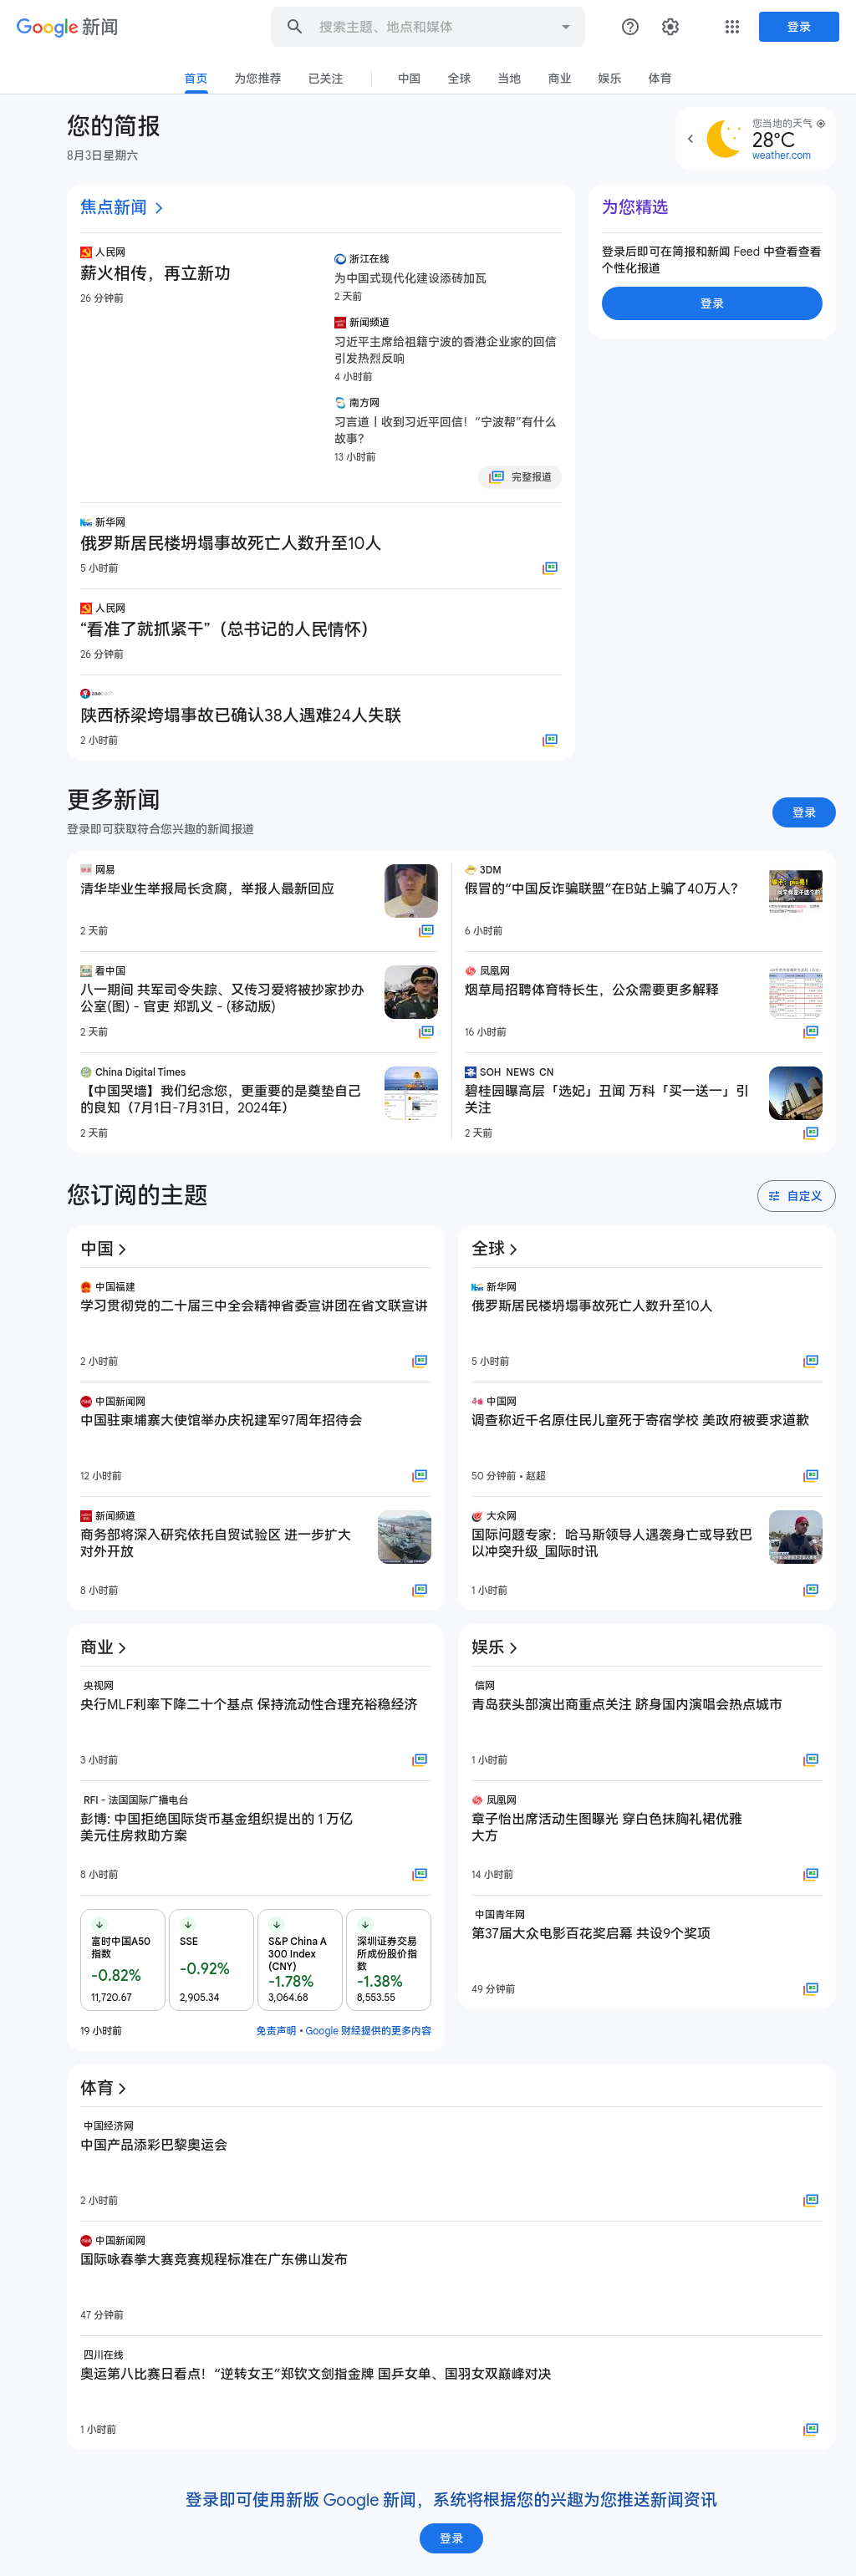 Google 新闻
搜索主题、地点和媒体
登录
首页
为您推荐
已关注
中国
全球
当地
商业
娱乐
体育
您的简报
8月3日星期六
您当地的天气
28°C
weather.com
焦点新闻
人民网
薪火相传，再立新功
26 分钟前
浙江在线
为中国式现代化建设添砖加瓦
2 天前
新闻频道
习近平主席给祖籍宁波的香港企业家的回信
引发热烈反响
4 小时前
南方网
习言道丨收到习近平回信！“宁波帮”有什么
故事？
13 小时前
完整报道
新华网
俄罗斯居民楼坍塌事故死亡人数升至10人
5 小时前
人民网
“看准了就抓紧干”（总书记的人民情怀）
26 分钟前
陕西桥梁垮塌事故已确认38人遇难24人失联
2 小时前
为您精选
登录后即可在简报和新闻 Feed 中查看查看
个性化报道
登录
更多新闻
登录即可获取符合您兴趣的新闻报道
登录
网易
清华毕业生举报局长贪腐，举报人最新回应
2 天前
看中国
八一期间 共军司令失踪、又传习爱将被抄家抄办
公室(图) - 官吏 郑凯义 - (移动版)
2 天前
China Digital Times
【中国哭墙】我们纪念您，更重要的是奠垫自己
的良知（7月1日-7月31日，2024年）
2 天前
3DM
假冒的“中国反诈骗联盟”在B站上骗了40万人？
6 小时前
凤凰网
烟草局招聘体育特长生，公众需要更多解释
16 小时前
SOH NEWS CN
碧桂园曝高层「选妃」丑闻 万科「买一送一」引
关注
2 天前
您订阅的主题
自定义
中国
中国福建
学习贯彻党的二十届三中全会精神省委宣讲团在省文联宣讲
2 小时前
中国新闻网
中国驻柬埔寨大使馆举办庆祝建军97周年招待会
12 小时前
新闻频道
商务部将深入研究依托自贸试验区 进一步扩大
对外开放
8 小时前
全球
新华网
俄罗斯居民楼坍塌事故死亡人数升至10人
5 小时前
中国网
调查称近千名原住民儿童死于寄宿学校 美政府被要求道歉
50 分钟前 • 赵超
大众网
国际问题专家：哈马斯领导人遇袭身亡或导致巴
以冲突升级_国际时讯
1 小时前
商业
央视网
央行MLF利率下降二十个基点 保持流动性合理充裕稳经济
3 小时前
RFI - 法国国际广播电台
彭博: 中国拒绝国际货币基金组织提出的 1 万亿
美元住房救助方案
8 小时前
富时中国A50
指数
-0.82%
11,720.67
SSE
-0.92%
2,905.34
S&P China A
300 Index
(CNY)
-1.78%
3,064.68
深圳证券交易
所成份股价指
数
-1.38%
8,553.55
19 小时前
免责声明 • Google 财经提供的更多内容
娱乐
信网
青岛获头部演出商重点关注 跻身国内演唱会热点城市
1 小时前
凤凰网
章子怡出席活动生图曝光 穿白色抹胸礼裙优雅
大方
14 小时前
中国青年网
第37届大众电影百花奖启幕 共设9个奖项
49 分钟前
体育
中国经济网
中国产品添彩巴黎奥运会
2 小时前
中国新闻网
国际咏春拳大赛竞赛规程标准在广东佛山发布
47 分钟前
四川在线
奥运第八比赛日看点！“逆转女王”郑钦文剑指金牌 国乒女单、国羽女双巅峰对决
1 小时前
登录即可使用新版 Google 新闻，系统将根据您的兴趣为您推送新闻资讯
登录